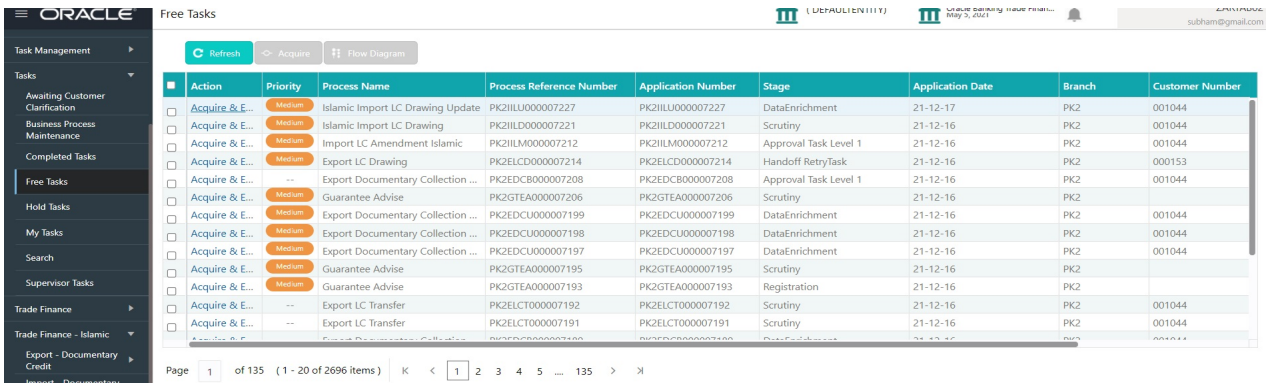 ORACLE
Free Tasks
( DEFAULTENTITY)
Oracle Banking Trade Finan...
May 5, 2021
ZARTAB02
subham@gmail.com
Task Management
Tasks
Awaiting Customer
Clarification
Business Process
Maintenance
Completed Tasks
Free Tasks
Hold Tasks
My Tasks
Search
Supervisor Tasks
Trade Finance
Trade Finance - Islamic
Export - Documentary
Credit
Import - Documentary
Refresh Acquire Flow Diagram
Action Priority Process Name Process Reference Number Application Number Stage Application Date Branch Customer Number
Acquire & E... Medium Islamic Import LC Drawing Update PK2IILU000007227 PK2IILU000007227 DataEnrichment 21-12-17 PK2 001044
Acquire & E... Medium Islamic Import LC Drawing PK2IILD000007221 PK2IILD000007221 Scrutiny 21-12-16 PK2 001044
Acquire & E... Medium Import LC Amendment Islamic PK2IILM000007212 PK2IILM000007212 Approval Task Level 1 21-12-16 PK2 001044
Acquire & E... Medium Export LC Drawing PK2ELCD000007214 PK2ELCD000007214 Handoff RetryTask 21-12-16 PK2 000153
Acquire & E... -- Export Documentary Collection ... PK2EDCB000007208 PK2EDCB000007208 Approval Task Level 1 21-12-16 PK2 001044
Acquire & E... Medium Guarantee Advise PK2GTEA000007206 PK2GTEA000007206 Scrutiny 21-12-16 PK2
Acquire & E... Medium Export Documentary Collection ... PK2EDCU000007199 PK2EDCU000007199 DataEnrichment 21-12-16 PK2 001044
Acquire & E... Medium Export Documentary Collection ... PK2EDCU000007198 PK2EDCU000007198 DataEnrichment 21-12-16 PK2 001044
Acquire & E... Medium Export Documentary Collection ... PK2EDCU000007197 PK2EDCU000007197 DataEnrichment 21-12-16 PK2 001044
Acquire & E... Medium Guarantee Advise PK2GTEA000007195 PK2GTEA000007195 Scrutiny 21-12-16 PK2
Acquire & E... Medium Guarantee Advise PK2GTEA000007193 PK2GTEA000007193 Registration 21-12-16 PK2
Acquire & E... -- Export LC Transfer PK2ELCT000007192 PK2ELCT000007192 Scrutiny 21-12-16 PK2 001044
Acquire & E... -- Export LC Transfer PK2ELCT000007191 PK2ELCT000007191 Scrutiny 21-12-16 PK2 001044
Page 1 of 135 ( 1 - 20 of 2696 items ) K < 1 2 3 4 5 ... 135 > >|